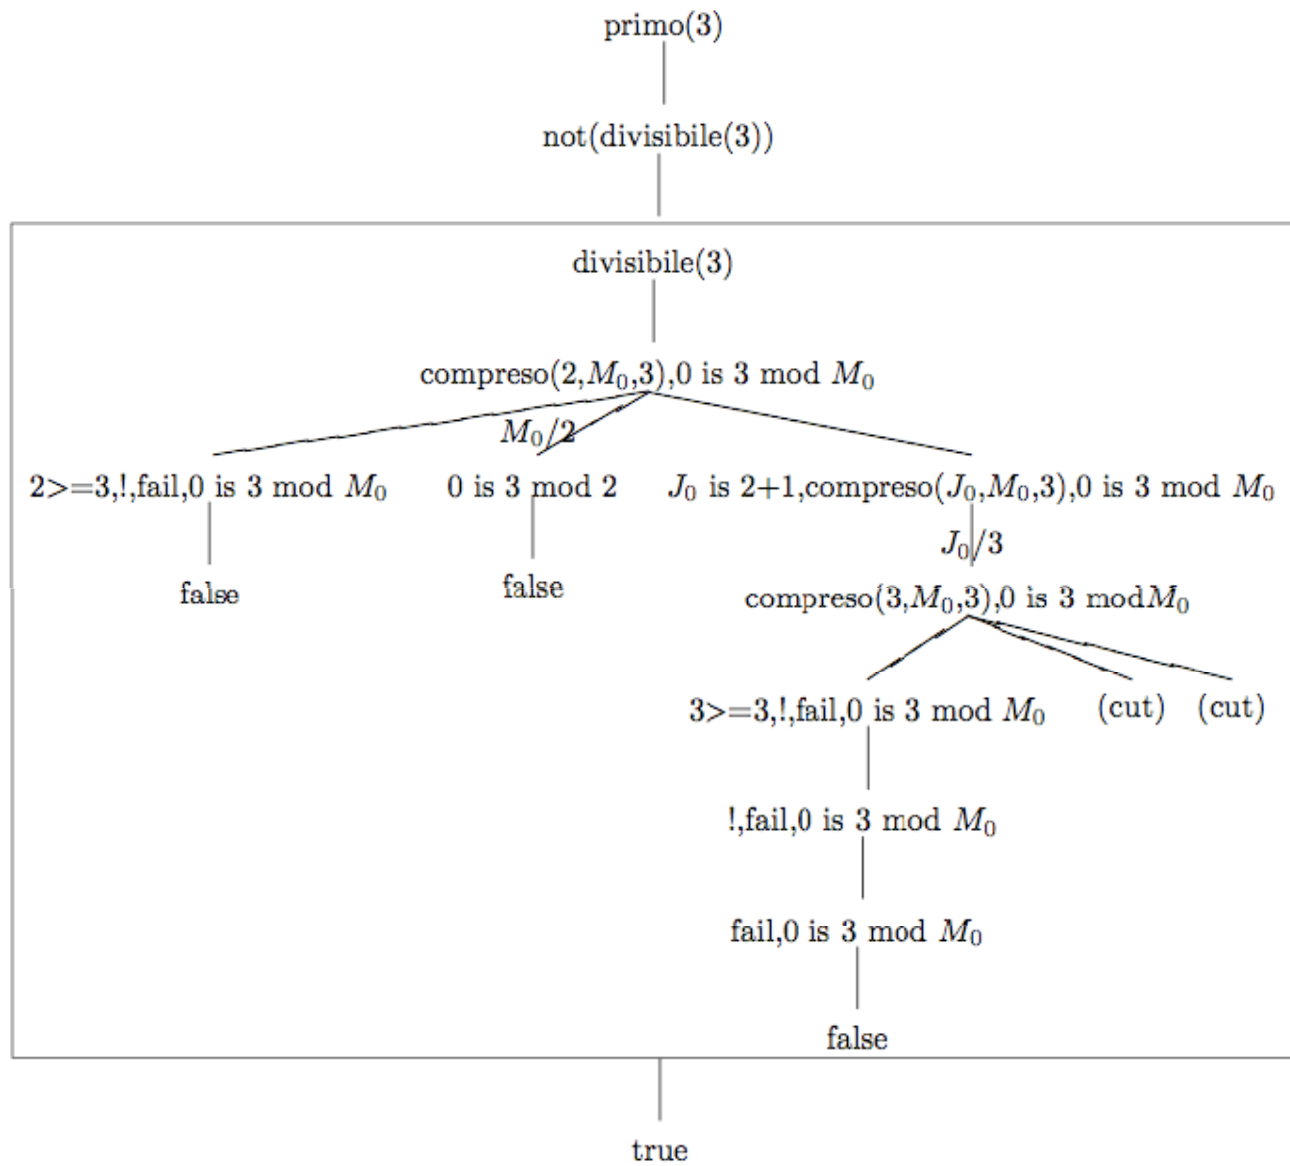 primo(3)
not(divisibile(3))
divisibile(3)
compreso(2,M₀,3),0 is 3 mod M₀
M₀/2
2>=3,!,fail,0 is 3 mod M₀ 0 is 3 mod 2 J₀ is 2+1,compreso(J₀,M₀,3),0 is 3 mod M₀
J₀/3
false false
compreso(3,M₀,3),0 is 3 modM₀
3>=3,!,fail,0 is 3 mod M₀ (cut) (cut)
!,fail,0 is 3 mod M₀
fail,0 is 3 mod M₀
false
true